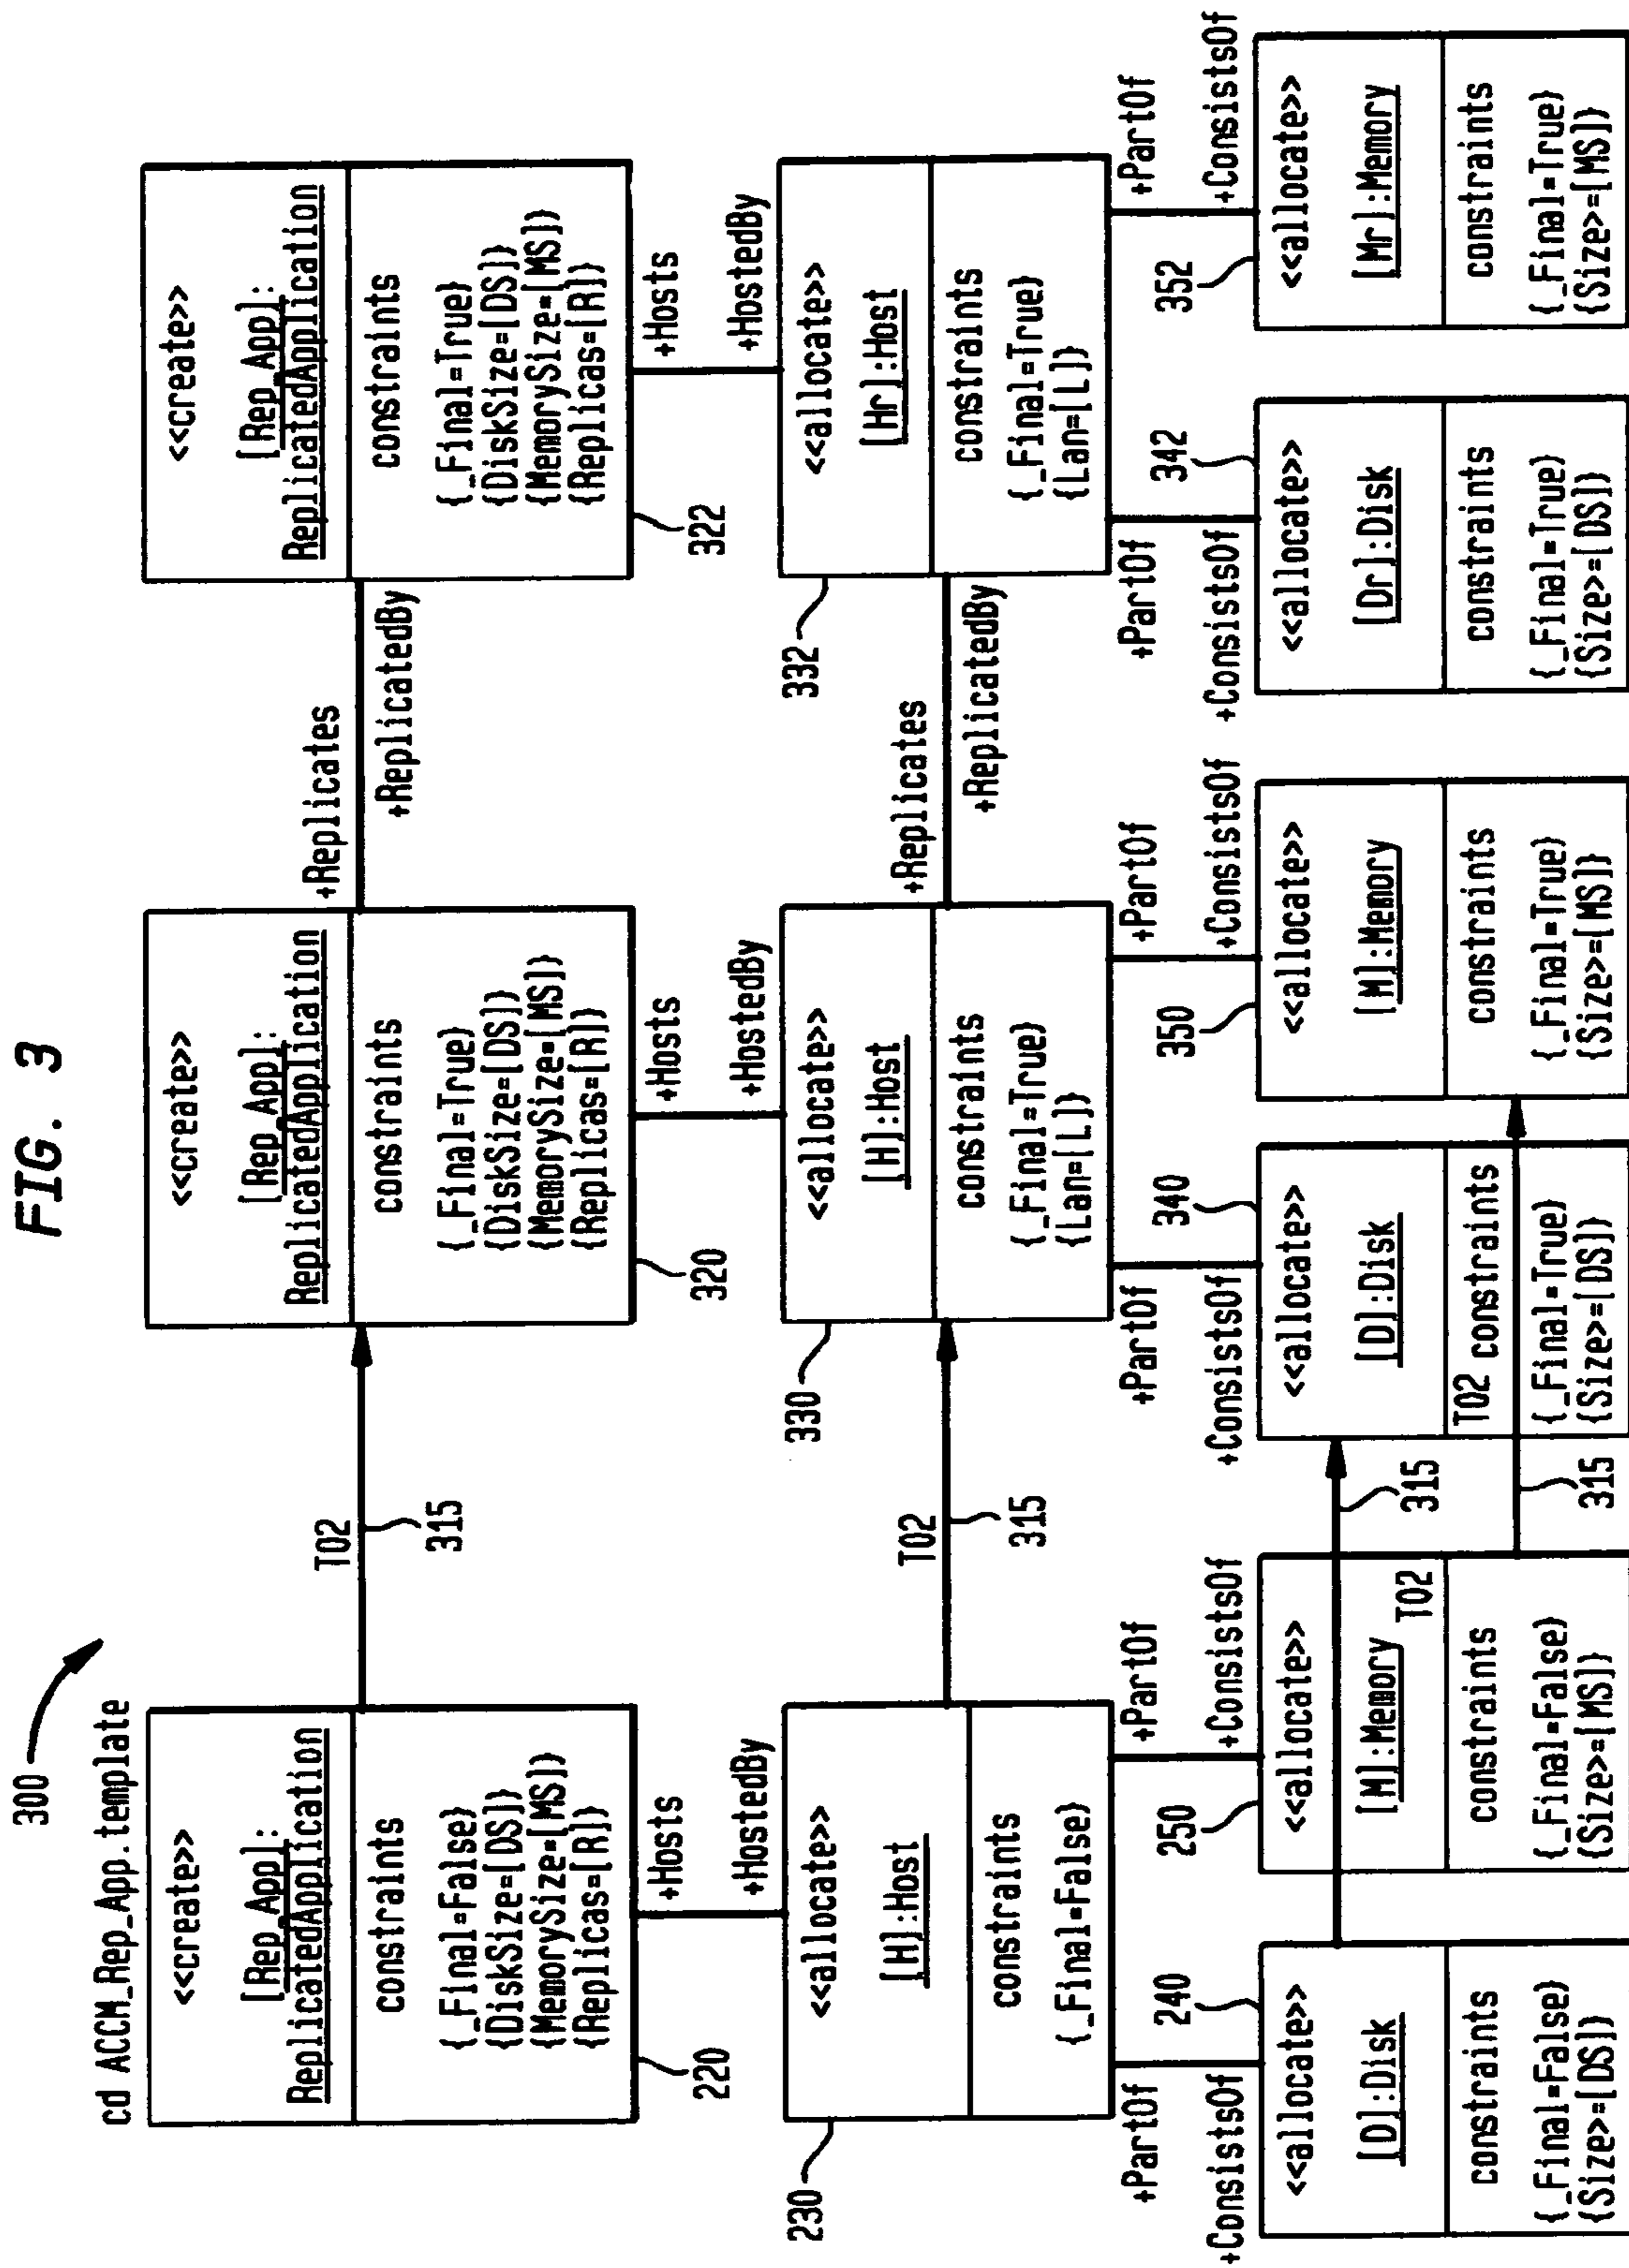 FIG. 3
300
cd ACCM_Rep_App.template
<<create>>
[Rep_App]:
ReplicatedApplication
constraints
{_Final=False}
{DiskSize=[DS]}
{MemorySize=[MS]}
{Replicas=[R]}
220
T02
315
<<create>>
[Rep_App]:
ReplicatedApplication
constraints
{_Final=True}
{DiskSize=[DS]}
{MemorySize=[MS]}
{Replicas=[R]}
320
+Replicates
+ReplicatedBy
<<create>>
[Rep_App]:
ReplicatedApplication
constraints
{_Final=True}
{DiskSize=[DS]}
{MemorySize=[MS]}
{Replicas=[R]}
322
+Hosts
+HostedBy
+Hosts
+HostedBy
+Hosts
+HostedBy
230
<<allocate>>
[H]:Host
constraints
{_Final=False}
T02
315
330
<<allocate>>
[H]:Host
constraints
{_Final=True}
{Lan=[L]}
+Replicates
+ReplicatedBy
332
<<allocate>>
[Hr]:Host
constraints
{_Final=True}
{Lan=[L]}
+PartOf
+ConsistsOf
240
+PartOf
+ConsistsOf
250
+PartOf
+ConsistsOf
340
+PartOf
+ConsistsOf
350
+PartOf
+ConsistsOf
342
+PartOf
+ConsistsOf
352
<<allocate>>
[D]:Disk
constraints
{_Final=False}
{Size>=[DS]}
<<allocate>>
[M]:Memory
T02
constraints
{_Final=False}
{Size>=[MS]}
315
315
<<allocate>>
[D]:Disk
T02 constraints
{_Final=True}
{Size>=[DS]}
<<allocate>>
[M]:Memory
constraints
{_Final=True}
{Size>=[MS]}
<<allocate>>
[Dr]:Disk
constraints
{_Final=True}
{Size>=[DS]}
<<allocate>>
[Mr]:Memory
constraints
{_Final=True}
{Size>=[MS]}